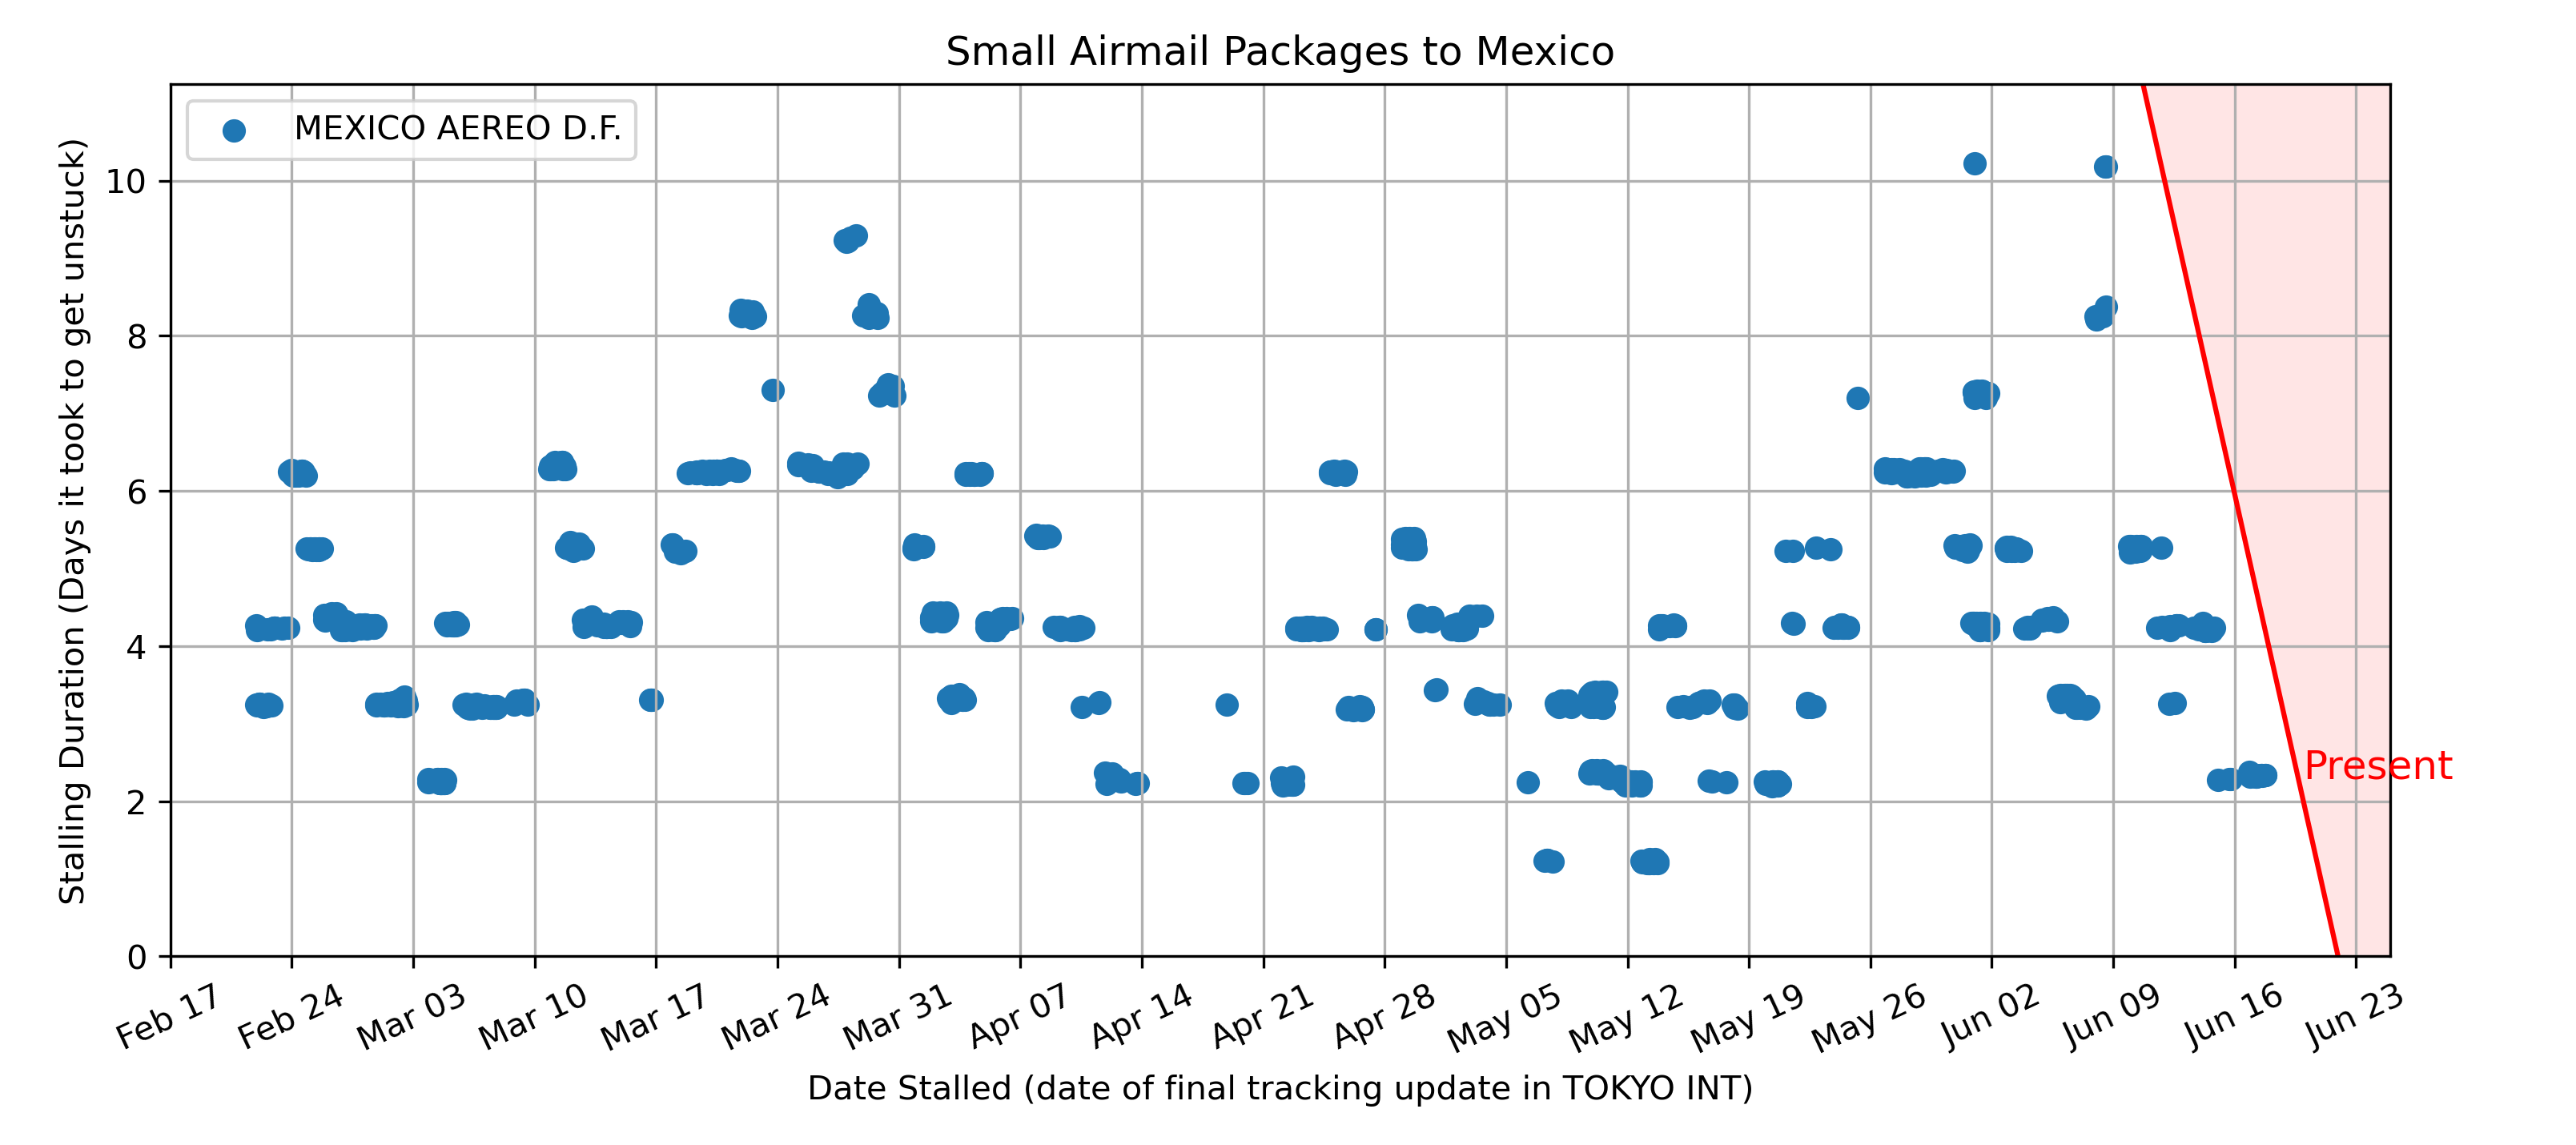 Small Airmail Packages to Mexico
MEXICO AEREO D.F.
Stalling Duration (Days it took to get unstuck)
10
8
6
4
2
0
Present
Feb 17
Feb 24
Mar 03
Mar 10
Mar 17
Mar 24
Mar 31
Apr 07
Apr 14
Apr 21
Apr 28
May 05
May 12
May 19
May 26
Jun 02
Jun 09
Jun 16
Jun 23
Date Stalled (date of final tracking update in TOKYO INT)